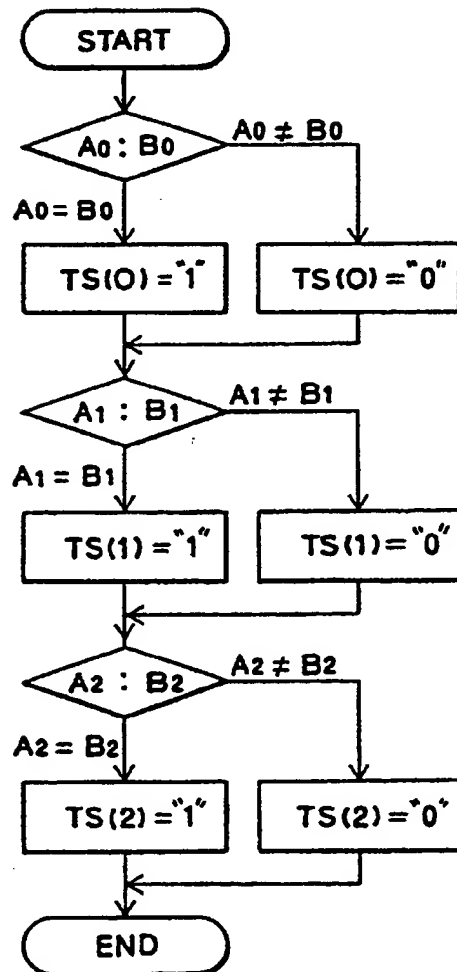 START
A0 : B0
A0 ≠ B0
A0 = B0
TS(0) = "1"
TS(0) = "0"
A1 : B1
A1 ≠ B1
A1 = B1
TS(1) = "1"
TS(1) = "0"
A2 : B2
A2 ≠ B2
A2 = B2
TS(2) = "1"
TS(2) = "0"
END